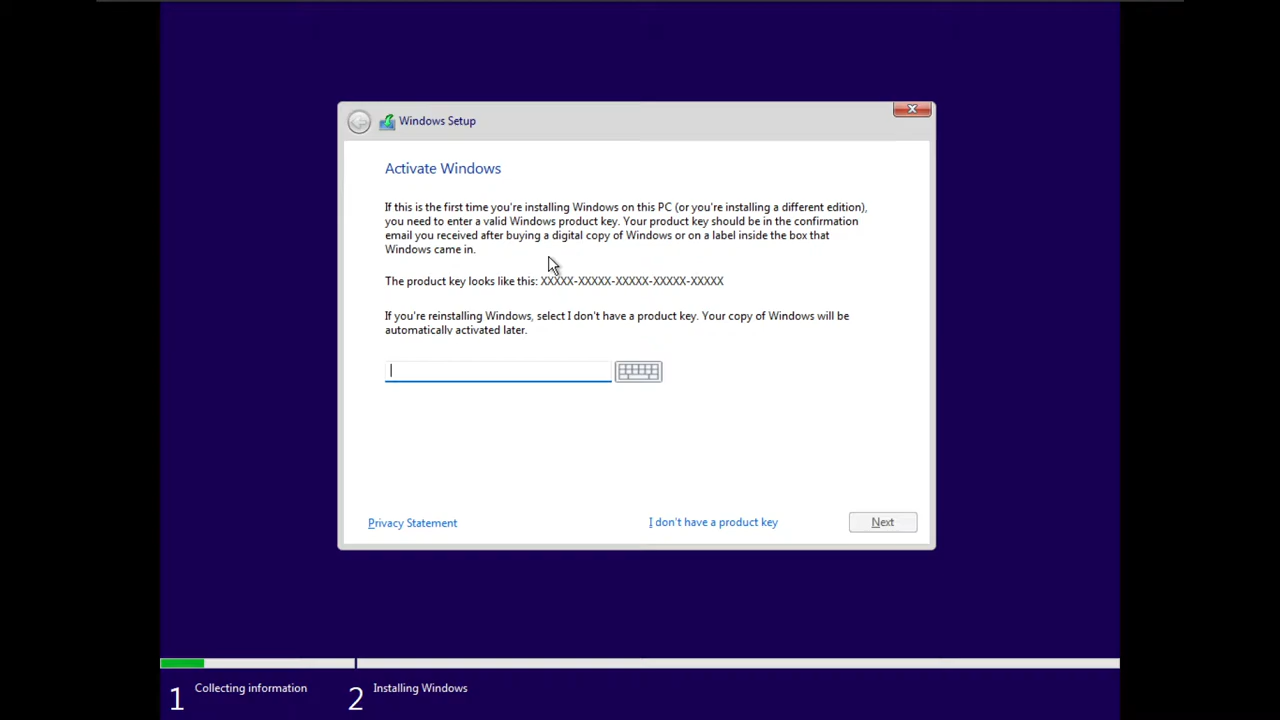 Windows Setup
Activate Windows
If this is the first time you're installing Windows on this PC (or you're installing a different edition),
you need to enter a valid Windows product key. Your product key should be in the confirmation
email you received after buying a digital copy of Windows or on a label inside the box that
Windows came in.
The product key looks like this: XXXXX-XXXXX-XXXXX-XXXXX-XXXXX
If you're reinstalling Windows, select I don't have a product key. Your copy of Windows will be
automatically activated later.
Privacy Statement
I don't have a product key
Next
1 Collecting information
2 Installing Windows